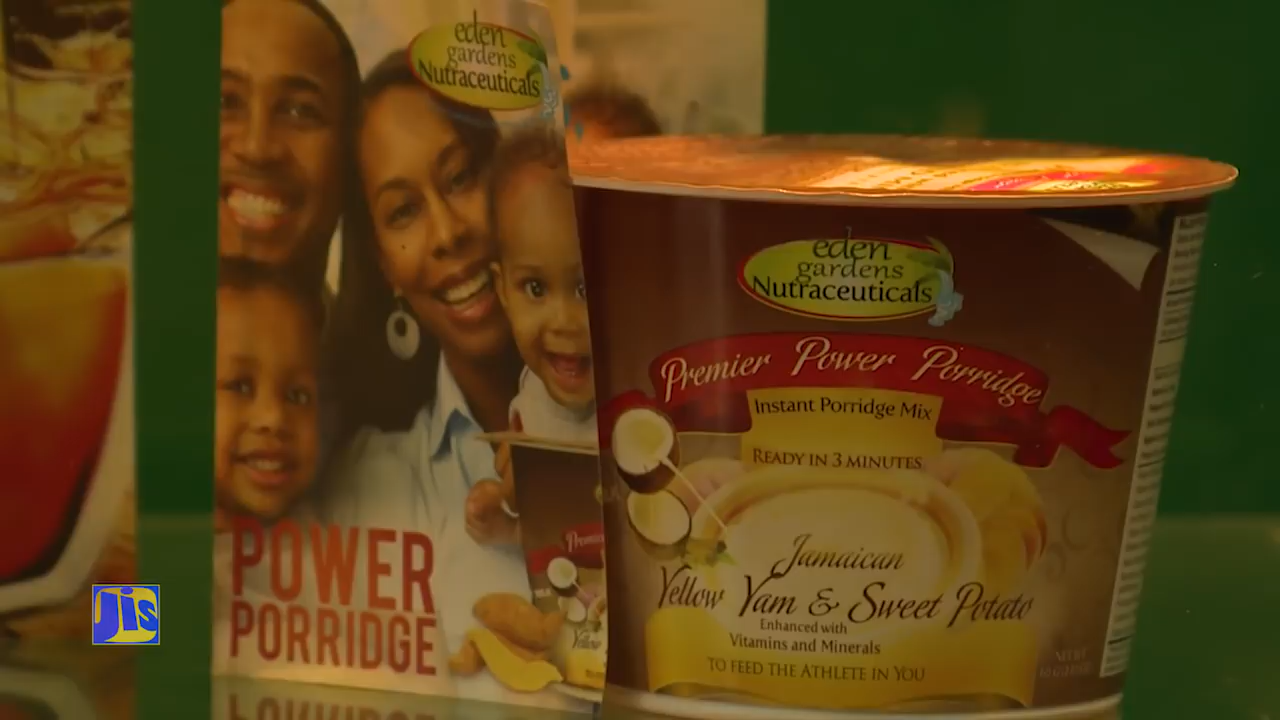 eden
gardens
Nutraceuticals
POWER
PORRIDGE
eden
gardens
Nutraceuticals
Premier Power Porridge
Instant Porridge Mix
READY IN 3 MINUTES
Jamaican
Yellow Yam & Sweet Potato
Enhanced with
Vitamins and Minerals
TO FEED THE ATHLETE IN YOU
Jis